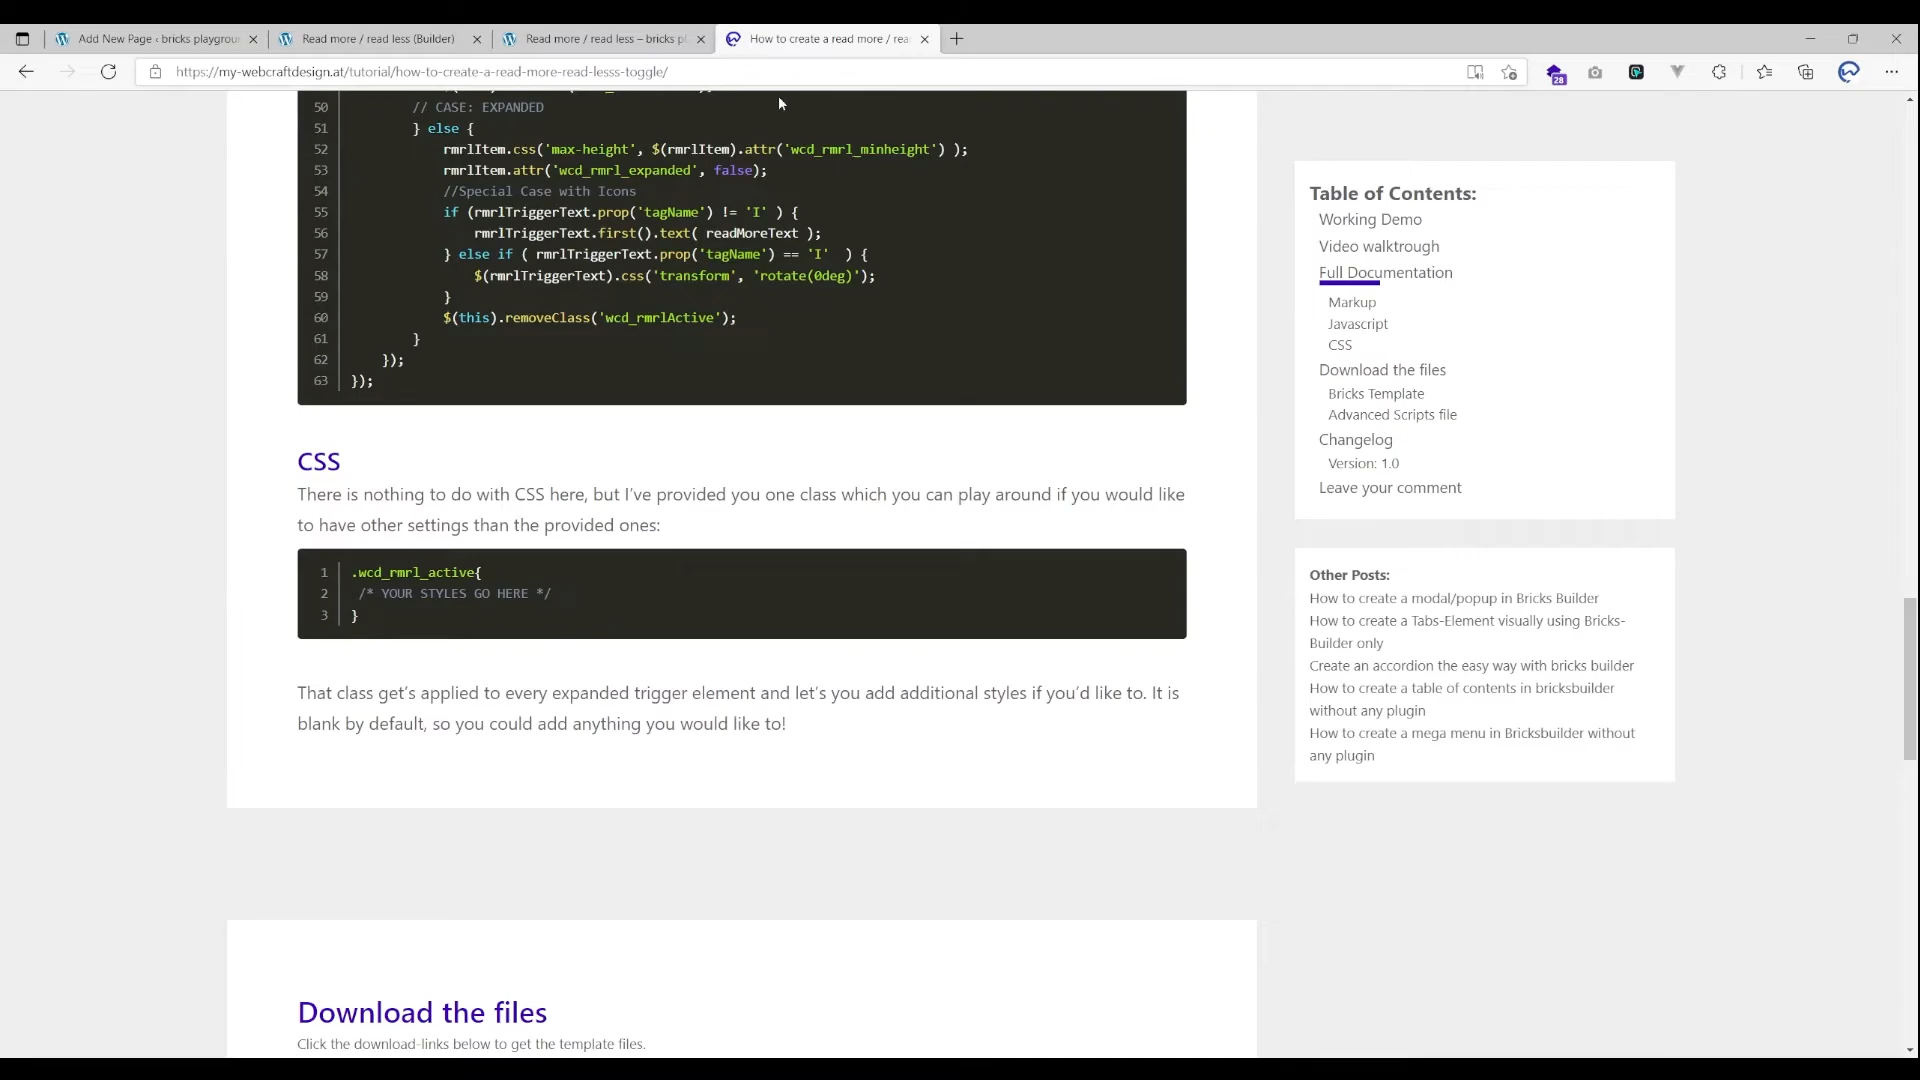 Add New Page ‹ bricks playgroun
Read more / read less (Builder)
Read more / read less – bricks pl
How to create a read more / rea
https://my-webcraftdesign.at/tutorial/how-to-create-a-read-more-read-lesss-toggle/
28
50 // CASE: EXPANDED
51 } else {
52 rmrlItem.css('max-height', $(rmrlItem).attr('wcd_rmrl_minheight') );
53 rmrlItem.attr('wcd_rmrl_expanded', false);
54 //Special Case with Icons
55 if (rmrlTriggerText.prop('tagName') != 'I' ) {
56 rmrlTriggerText.first().text( readMoreText );
57 } else if ( rmrlTriggerText.prop('tagName') == 'I'  ) {
58 $(rmrlTriggerText).css('transform', 'rotate(0deg)');
59 }
60 $(this).removeClass('wcd_rmrlActive');
61 }
62 });
63 });
CSS
There is nothing to do with CSS here, but I've provided you one class which you can play around if you would like
to have other settings than the provided ones:
1 .wcd_rmrl_active{
2 /* YOUR STYLES GO HERE */
3 }
That class get's applied to every expanded trigger element and let's you add additional styles if you'd like to. It is
blank by default, so you could add anything you would like to!
Download the files
Click the download-links below to get the template files.
Table of Contents:
Working Demo
Video walktrough
Full Documentation
Markup
Javascript
CSS
Download the files
Bricks Template
Advanced Scripts file
Changelog
Version: 1.0
Leave your comment
Other Posts:
How to create a modal/popup in Bricks Builder
How to create a Tabs-Element visually using Bricks-
Builder only
Create an accordion the easy way with bricks builder
How to create a table of contents in bricksbuilder
without any plugin
How to create a mega menu in Bricksbuilder without
any plugin